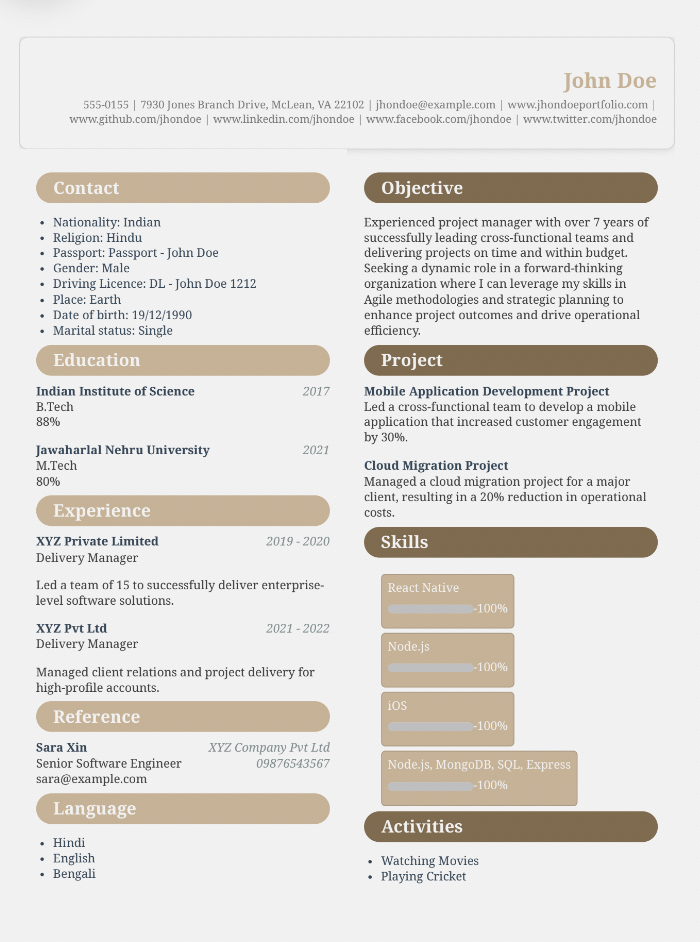 John Doe
555-0155 | 7930 Jones Branch Drive, McLean, VA 22102 | jhondoe@example.com | www.jhondoeportfolio.com |
www.github.com/jhondoe | www.linkedin.com/jhondoe | www.facebook.com/jhondoe | www.twitter.com/jhondoe
Contact
• Nationality: Indian
• Religion: Hindu
• Passport: Passport - John Doe
• Gender: Male
• Driving Licence: DL - John Doe 1212
• Place: Earth
• Date of birth: 19/12/1990
• Marital status: Single
Education
Indian Institute of Science 2017
B.Tech
88%
Jawaharlal Nehru University 2021
M.Tech
80%
Experience
XYZ Private Limited 2019 - 2020
Delivery Manager
Led a team of 15 to successfully deliver enterprise-
level software solutions.
XYZ Pvt Ltd 2021 - 2022
Delivery Manager
Managed client relations and project delivery for
high-profile accounts.
Reference
Sara Xin XYZ Company Pvt Ltd
Senior Software Engineer 09876543567
sara@example.com
Language
• Hindi
• English
• Bengali
Objective
Experienced project manager with over 7 years of
successfully leading cross-functional teams and
delivering projects on time and within budget.
Seeking a dynamic role in a forward-thinking
organization where I can leverage my skills in
Agile methodologies and strategic planning to
enhance project outcomes and drive operational
efficiency.
Project
Mobile Application Development Project
Led a cross-functional team to develop a mobile
application that increased customer engagement
by 30%.
Cloud Migration Project
Managed a cloud migration project for a major
client, resulting in a 20% reduction in operational
costs.
Skills
React Native
-100%
Node.js
-100%
iOS
-100%
Node.js, MongoDB, SQL, Express
-100%
Activities
• Watching Movies
• Playing Cricket